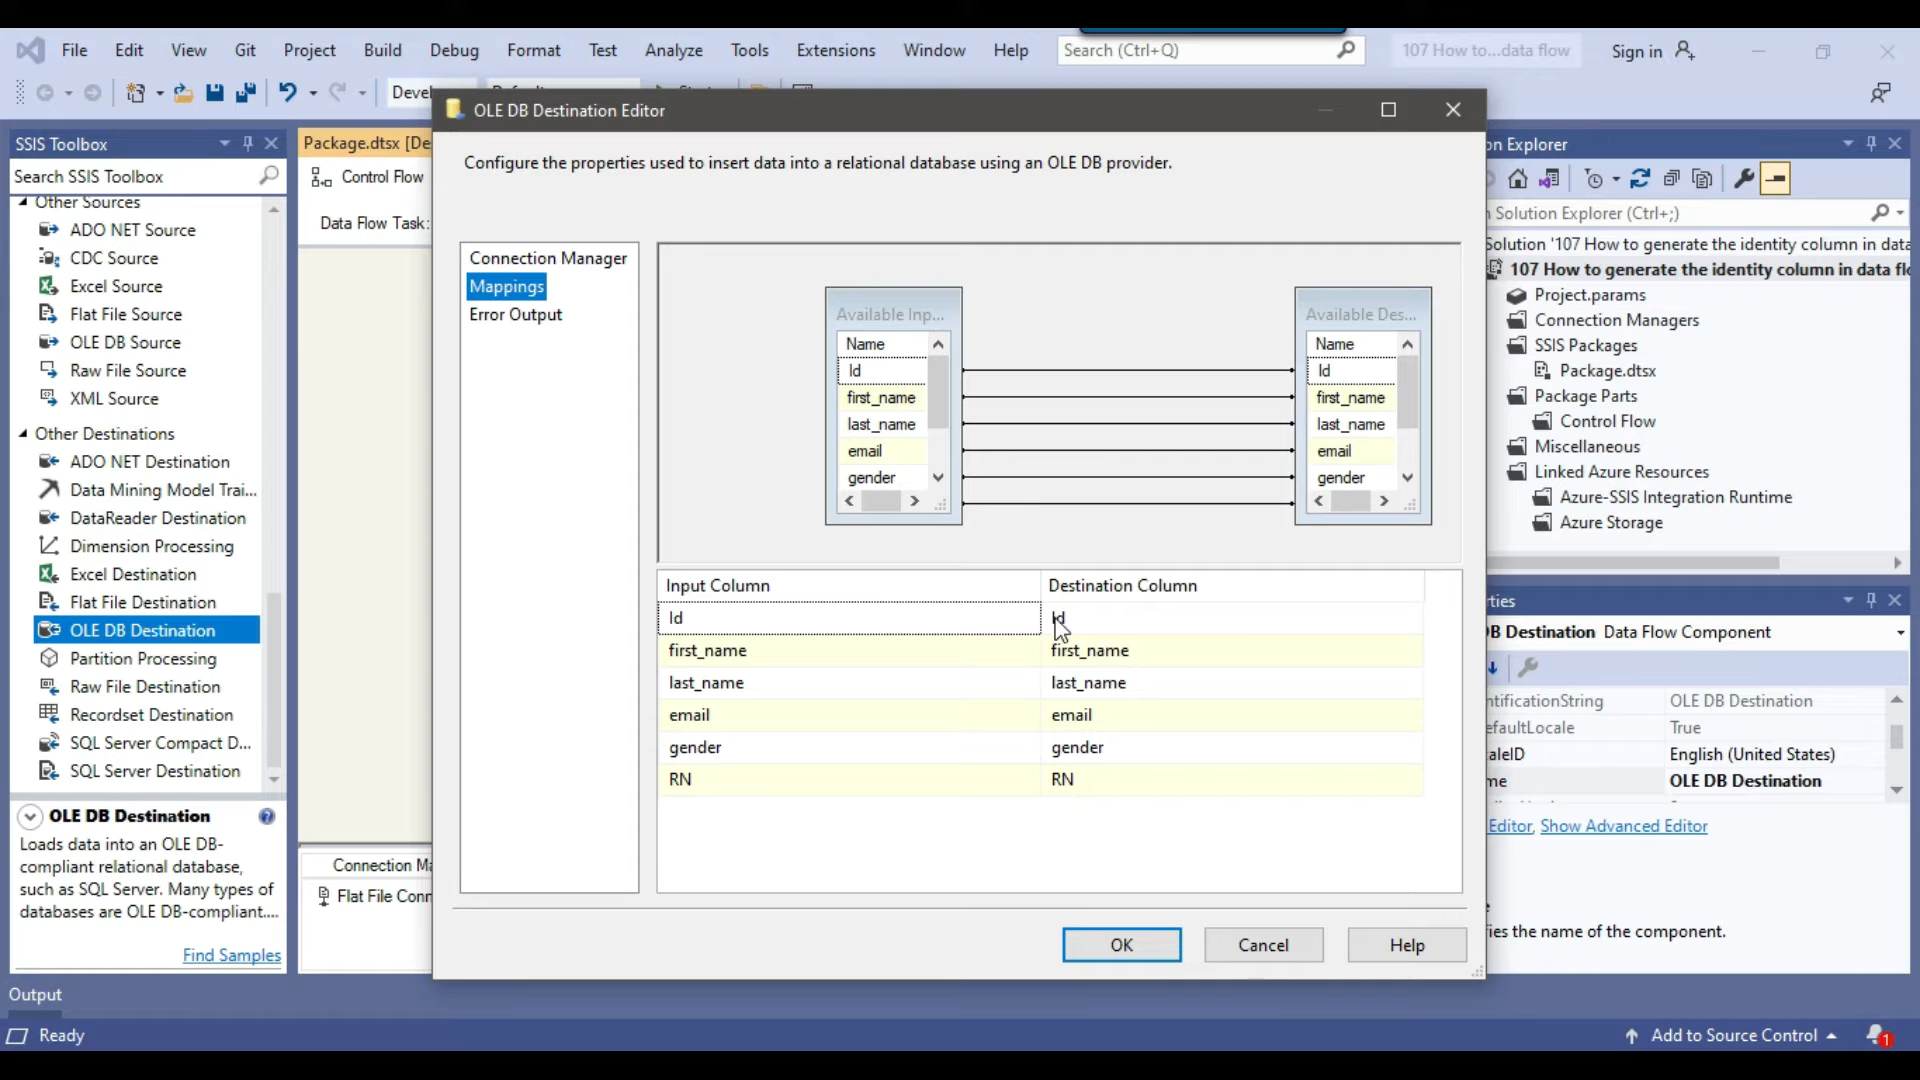 File Edit View Git Project Build Debug Format Test Analyze Tools Extensions Window Help Search (Ctrl+Q) 107 How to...data flow Sign in
OLE DB Destination Editor
Configure the properties used to insert data into a relational database using an OLE DB provider.
SSIS Toolbox
Search SSIS Toolbox
Other Sources
ADO NET Source
CDC Source
Excel Source
Flat File Source
OLE DB Source
Raw File Source
XML Source
Other Destinations
ADO NET Destination
Data Mining Model Trai...
DataReader Destination
Dimension Processing
Excel Destination
Flat File Destination
OLE DB Destination
Partition Processing
Raw File Destination
Recordset Destination
SQL Server Compact D...
SQL Server Destination
OLE DB Destination
Loads data into an OLE DB-
compliant relational database,
such as SQL Server. Many types of
databases are OLE DB-compliant....
Find Samples
Package.dtsx [De
Control Flow
Data Flow Task:
Connection Ma
Flat File Conn
Connection Manager
Mappings
Error Output
Available Inp...
Name
Id
first_name
last_name
email
gender
Available Des...
Name
Id
first_name
last_name
email
gender
Input Column Destination Column
Id Id
first_name first_name
last_name last_name
email email
gender gender
RN RN
OK Cancel Help
on Explorer
Solution Explorer (Ctrl+;)
Solution '107 How to generate the identity column in data
107 How to generate the identity column in data fl
Project.params
Connection Managers
SSIS Packages
Package.dtsx
Package Parts
Control Flow
Miscellaneous
Linked Azure Resources
Azure-SSIS Integration Runtime
Azure Storage
rties
B Destination Data Flow Component
ntificationString OLE DB Destination
efaultLocale True
aleID English (United States)
me OLE DB Destination
Editor, Show Advanced Editor
e
ies the name of the component.
Output
Ready
Add to Source Control
1